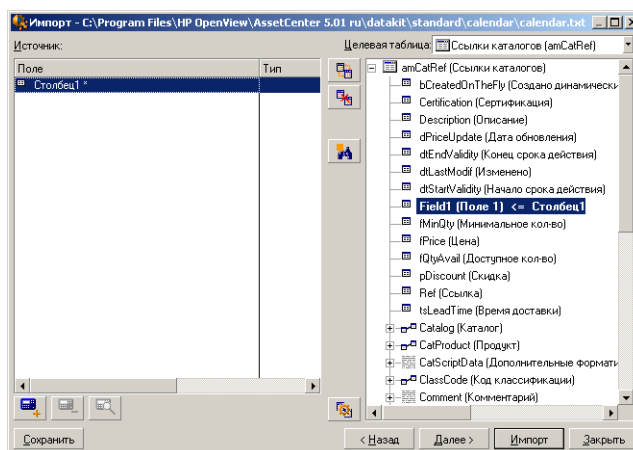 Импорт - C:\Program Files\HP OpenView\AssetCenter 5.01 ru\datakit\standard\calendar\calendar.txt
Источник:
Целевая таблица: Ссылки каталогов (amCatRef)
Поле Тип
Столбец1 *
amCatRef (Ссылки каталогов)
bCreatedOnTheFly (Создано динамически
Certification (Сертификация)
Description (Описание)
dPriceUpdate (Дата обновления)
dtEndValidity (Конец срока действия)
dtLastModif (Изменено)
dtStartValidity (Начало срока действия)
Field1 (Поле 1) <= Столбец1
fMinQty (Минимальное кол-во)
fPrice (Цена)
fQtyAvail (Доступное кол-во)
pDiscount (Скидка)
Ref (Ссылка)
tsLeadTime (Время доставки)
Catalog (Каталог)
CatProduct (Продукт)
CatScriptData (Дополнительные формати
ClassCode (Код классификации)
Comment (Комментарий)
Сохранить < Назад Далее > Импорт Закрыть